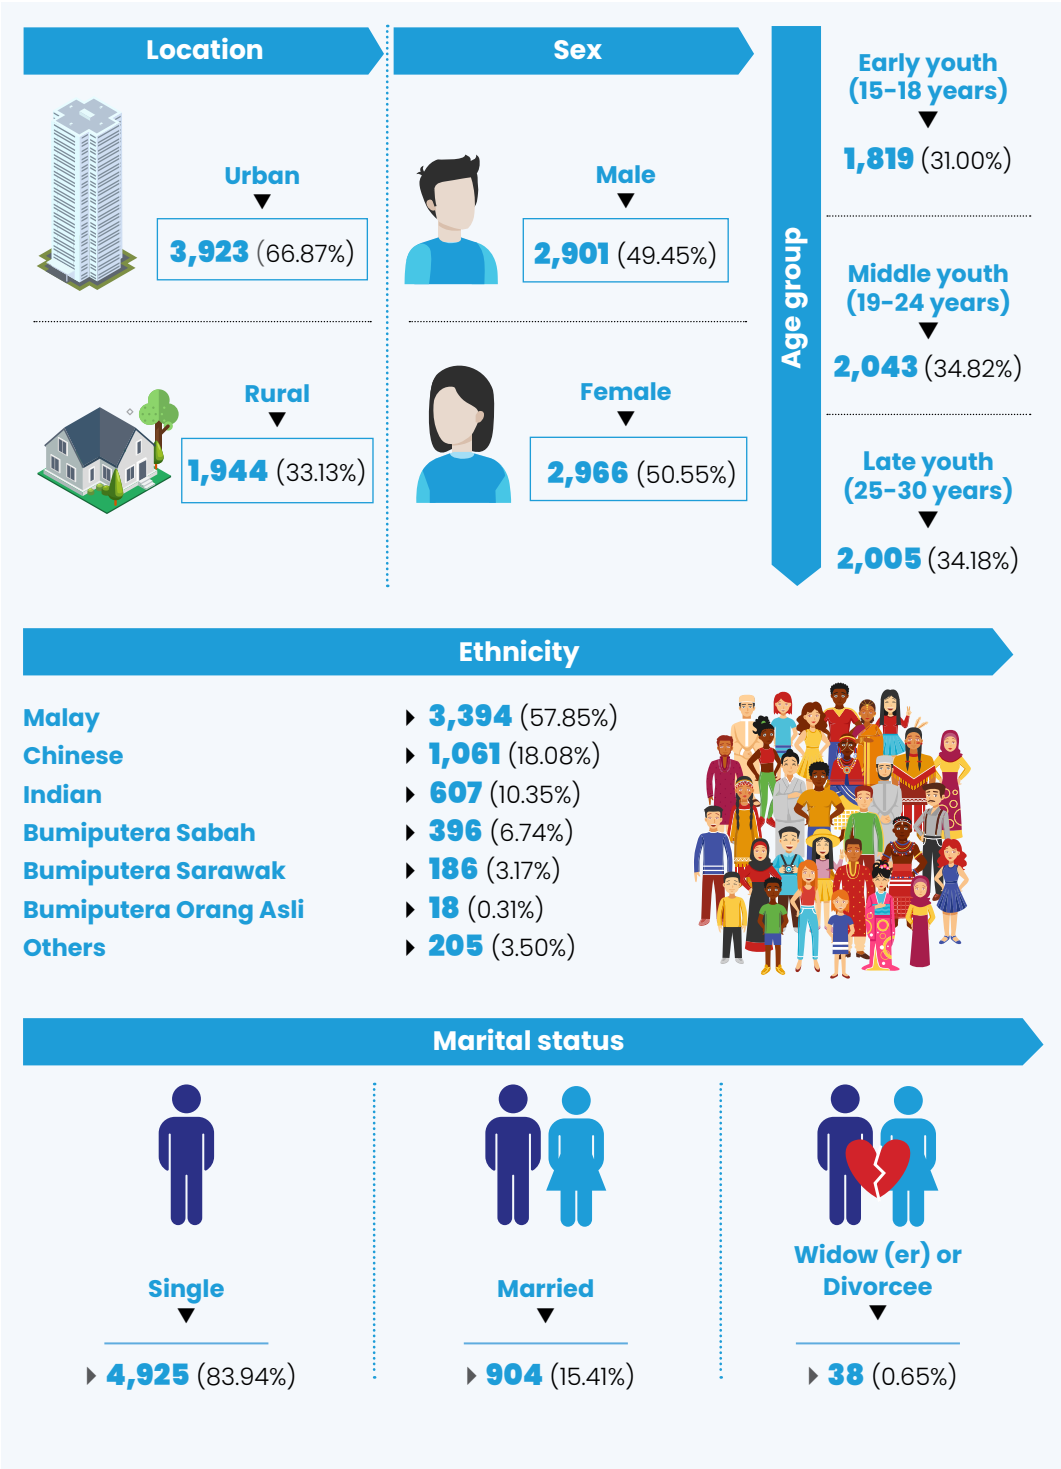 Location
Urban
3,923 (66.87%)
Rural
1,944 (33.13%)
Sex
Male
2,901 (49.45%)
Female
2,966 (50.55%)
Age group
Early youth
(15-18 years)
1,819 (31.00%)
Middle youth
(19-24 years)
2,043 (34.82%)
Late youth
(25-30 years)
2,005 (34.18%)
Ethnicity
Malay 3,394 (57.85%)
Chinese 1,061 (18.08%)
Indian 607 (10.35%)
Bumiputera Sabah 396 (6.74%)
Bumiputera Sarawak 186 (3.17%)
Bumiputera Orang Asli 18 (0.31%)
Others 205 (3.50%)
Marital status
Single
4,925 (83.94%)
Married
904 (15.41%)
Widow (er) or
Divorcee
38 (0.65%)